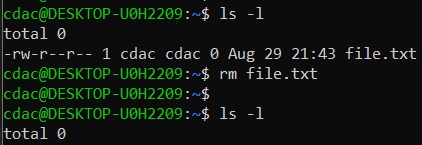 cdac@DESKTOP-U0H2209:~$ ls -l
total 0
-rw-r--r-- 1 cdac cdac 0 Aug 29 21:43 file.txt
cdac@DESKTOP-U0H2209:~$ rm file.txt
cdac@DESKTOP-U0H2209:~$
cdac@DESKTOP-U0H2209:~$ ls -l
total 0